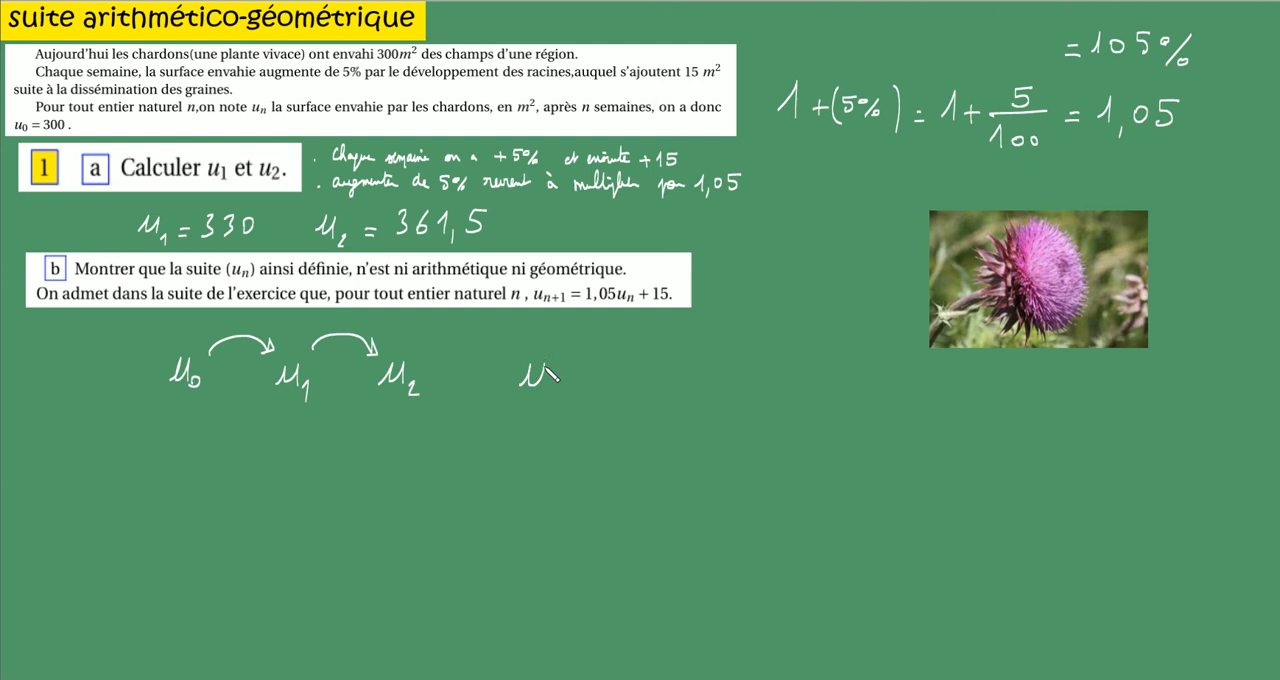 suite arithmético-géométrique
Aujourd'hui les chardons(une plante vivace) ont envahi 300m² des champs d'une région.
Chaque semaine, la surface envahie augmente de 5% par le développement des racines,auquel s'ajoutent 15 m²
suite à la dissémination des graines.
Pour tout entier naturel n,on note uₙ la surface envahie par les chardons, en m², après n semaines, on a donc
u₀ = 300 .
= 105%
1 + (5%) = 1 + 5/100 = 1,05
1 a Calculer u₁ et u₂.
. Chaque semaine on a +5% et ensuite +15
. augmenter de 5% revient à multiplier par 1,05
u₁ = 330 u₂ = 361,5
b Montrer que la suite (uₙ) ainsi définie, n'est ni arithmétique ni géométrique.
On admet dans la suite de l'exercice que, pour tout entier naturel n , uₙ₊₁ = 1,05uₙ + 15.
u₀ u₁ u₂ u